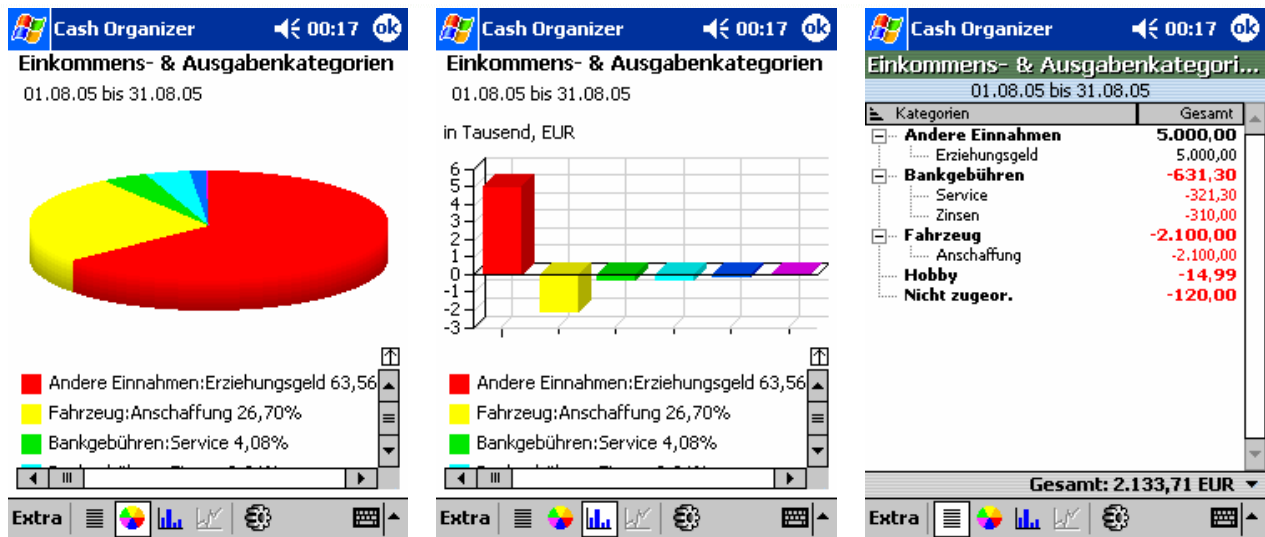 Cash Organizer 00:17 ok
Einkommens- & Ausgabenkategorien
01.08.05 bis 31.08.05
Andere Einnahmen:Erziehungsgeld 63,56
Fahrzeug:Anschaffung 26,70%
Bankgebühren:Service 4,08%
Extra
Cash Organizer 00:17 ok
Einkommens- & Ausgabenkategorien
01.08.05 bis 31.08.05
in Tausend, EUR
6
5
4
3
2
1
0
-1
-2
-3
Andere Einnahmen:Erziehungsgeld 63,56
Fahrzeug:Anschaffung 26,70%
Bankgebühren:Service 4,08%
Extra
Cash Organizer 00:17 ok
Einkommens- & Ausgabenkategori...
01.08.05 bis 31.08.05
Kategorien Gesamt
Andere Einnahmen 5.000,00
Erziehungsgeld 5.000,00
Bankgebühren -631,30
Service -321,30
Zinsen -310,00
Fahrzeug -2.100,00
Anschaffung -2.100,00
Hobby -14,99
Nicht zugeor. -120,00
Gesamt: 2.133,71 EUR
Extra